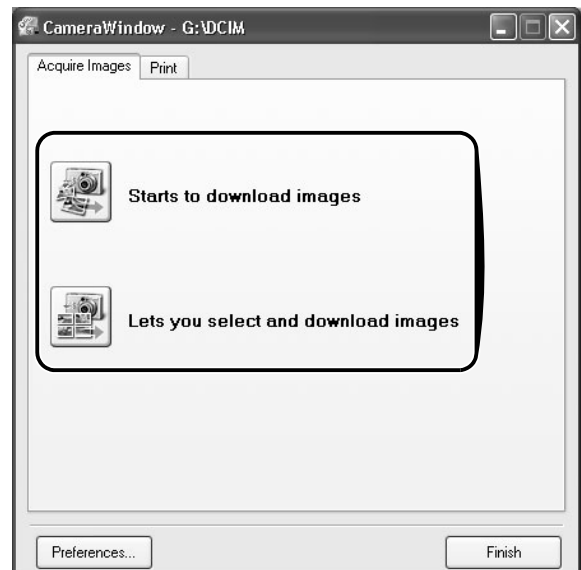 CameraWindow - G:\DCIM
Acquire Images Print
Starts to download images
Lets you select and download images
Preferences... Finish